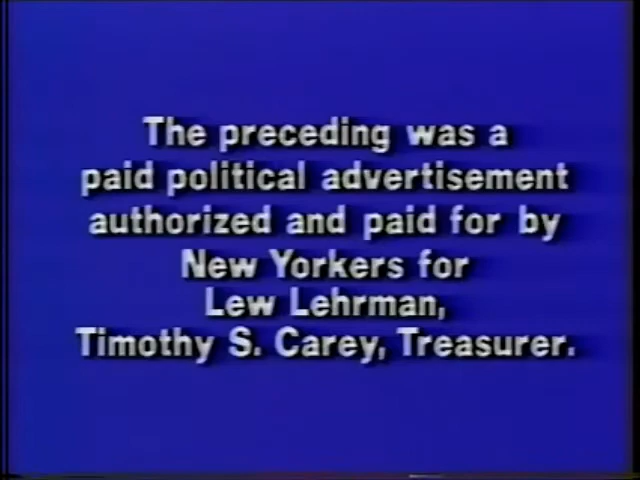 The preceding was a
paid political advertisement
authorized and paid for by
New Yorkers for
Lew Lehrman,
Timothy S. Carey, Treasurer.